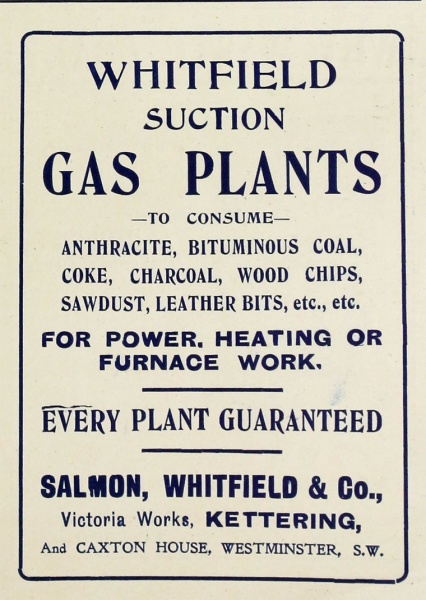 WHITFIELD
SUCTION
GAS PLANTS
—TO CONSUME—
ANTHRACITE, BITUMINOUS COAL,
COKE, CHARCOAL, WOOD CHIPS,
SAWDUST, LEATHER BITS, etc., etc.
FOR POWER, HEATING OR
FURNACE WORK.
EVERY PLANT GUARANTEED
SALMON, WHITFIELD & Co.,
Victoria Works, KETTERING,
And CAXTON HOUSE, WESTMINSTER, S.W.